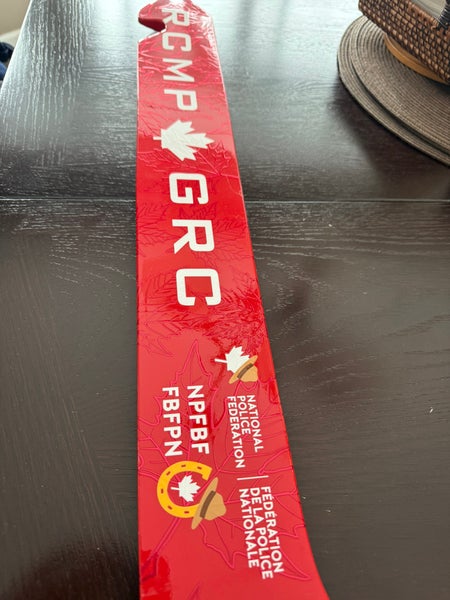 RCMP GRC
NPFBF
FBFPN
NATIONAL
POLICE
FEDERATION
FÉDÉRATION
DE LA POLICE
NATIONALE